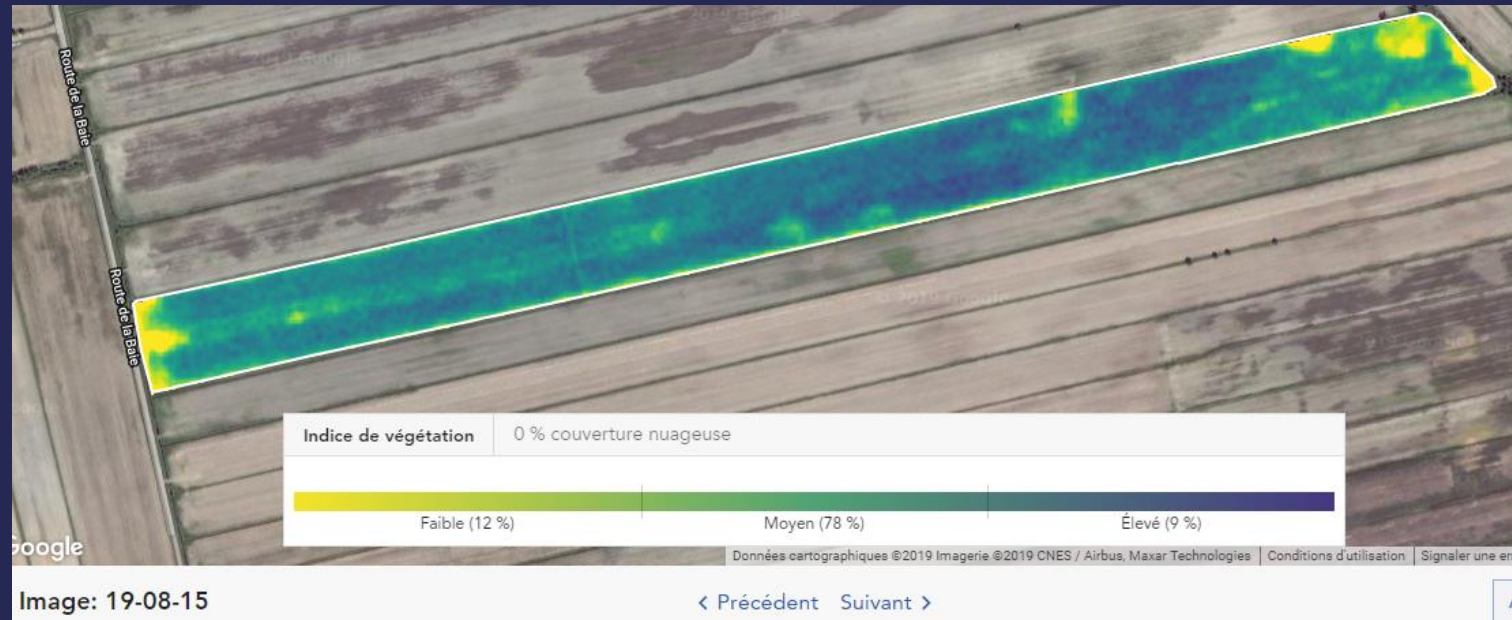 Route de la Baie
Route de la Baie
Indice de végétation
0 % couverture nuageuse
Faible (12 %)
Moyen (78 %)
Élevé (9 %)
Google
Données cartographiques ©2019 Imagerie ©2019 CNES / Airbus, Maxar Technologies
Conditions d'utilisation
Signaler une
Image: 19-08-15
< Précédent Suivant >